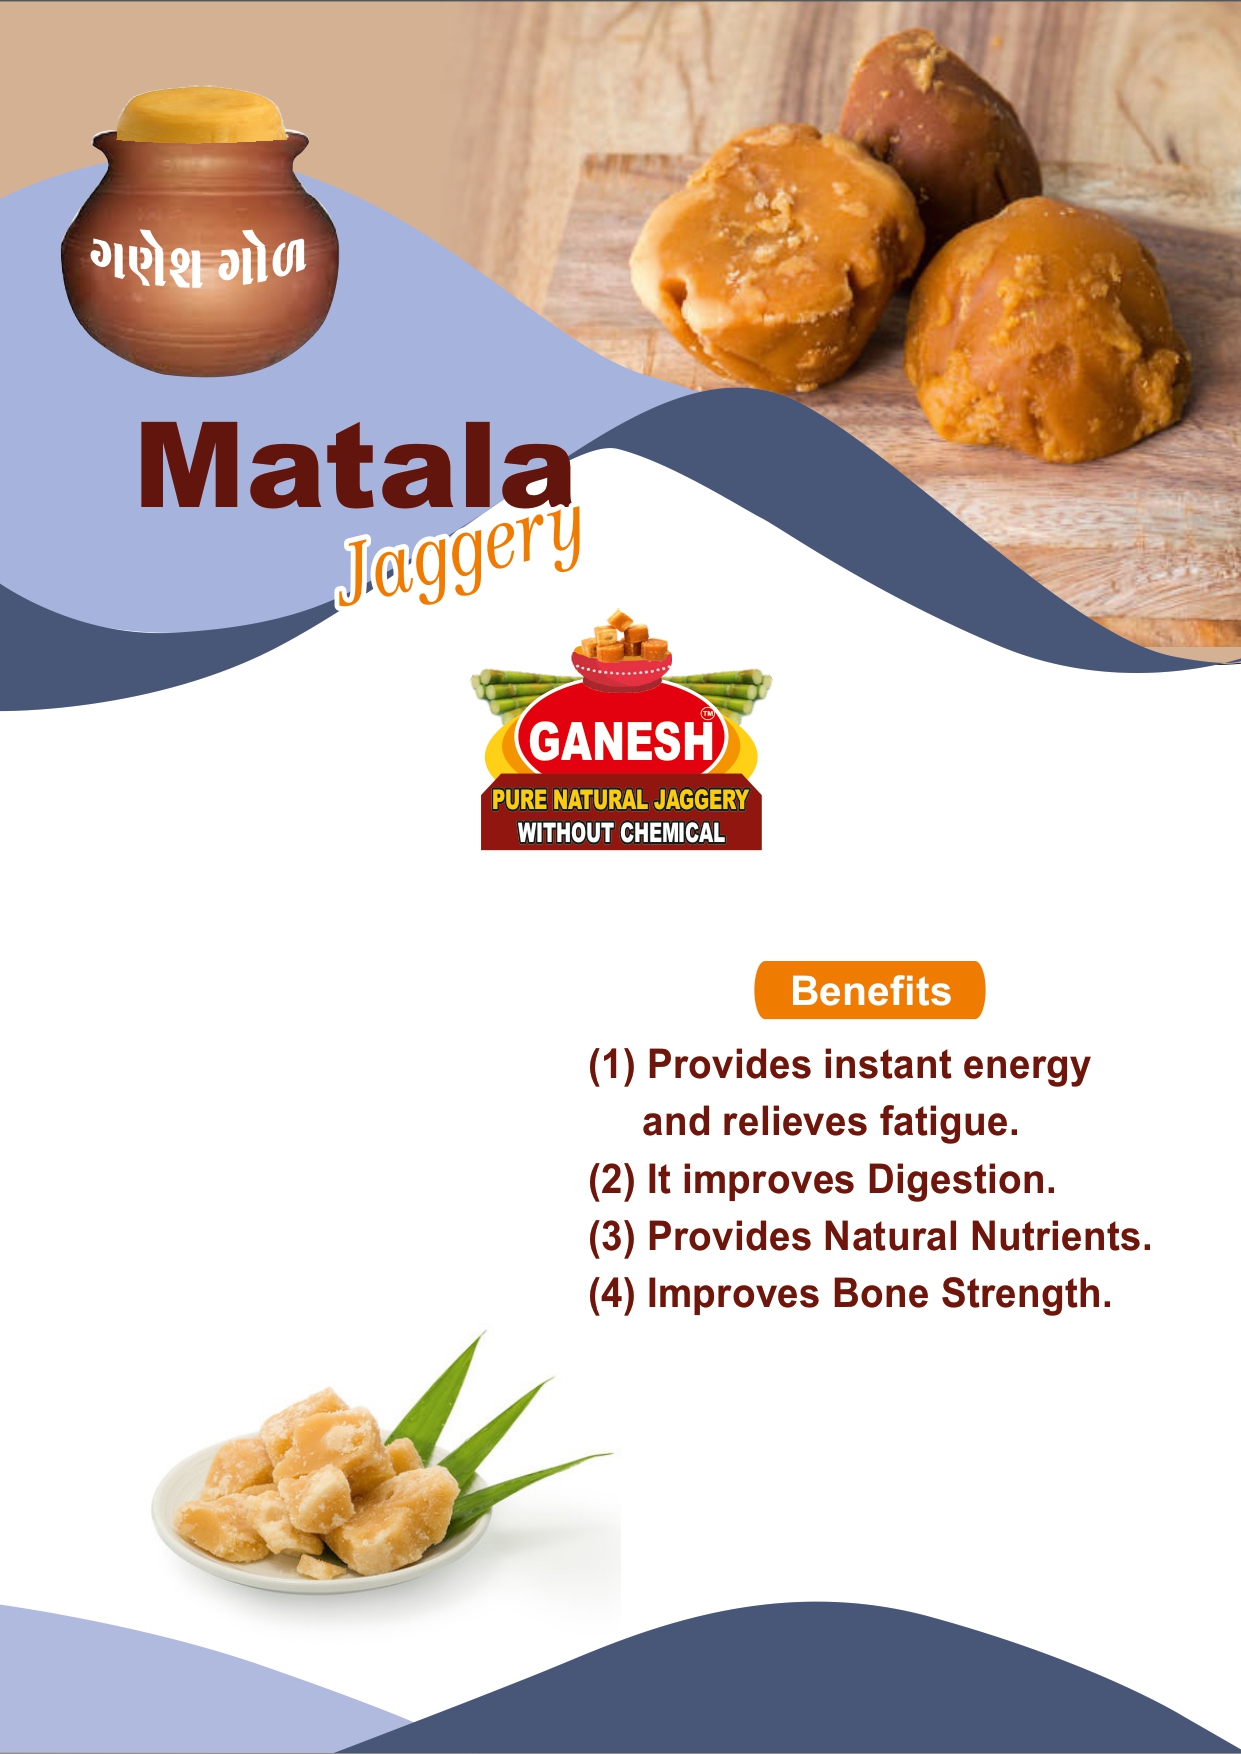 ગણેશ ગોળ
Matala
Jaggery
GANESH
TM
PURE NATURAL JAGGERY
WITHOUT CHEMICAL
Benefits
(1) Provides instant energy
and relieves fatigue.
(2) It improves Digestion.
(3) Provides Natural Nutrients.
(4) Improves Bone Strength.